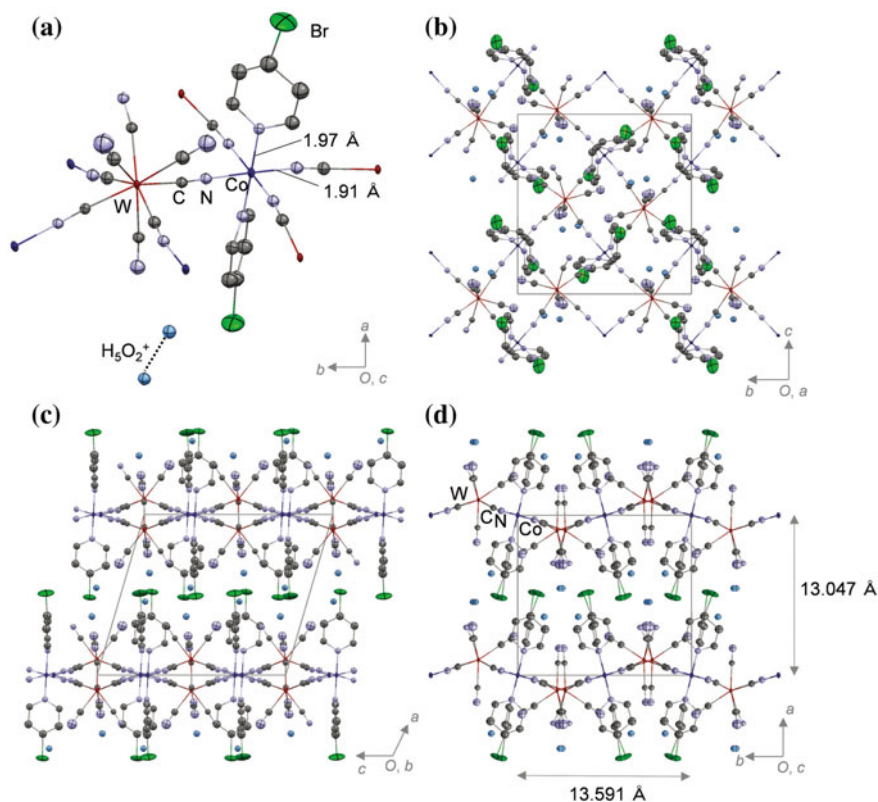 (a)
Br
1.97 Å
Co
1.91 Å
W
C
N
H₅O₂⁺
a
b
O, c
(b)
c
b
O, a
(c)
a
c
O, b
(d)
W
CN
Co
13.047 Å
a
b
O, c
13.591 Å